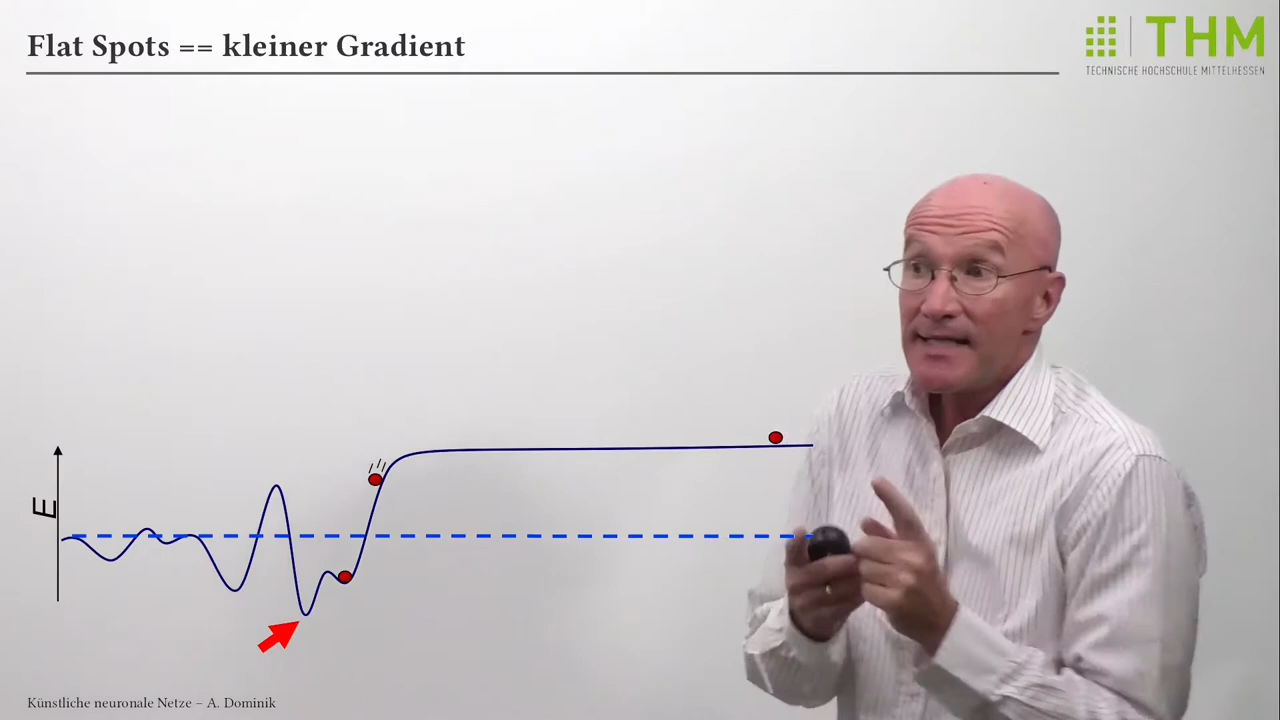 Flat Spots == kleiner Gradient
THM
TECHNISCHE HOCHSCHULE MITTELHESSEN
E
Künstliche neuronale Netze – A. Dominik